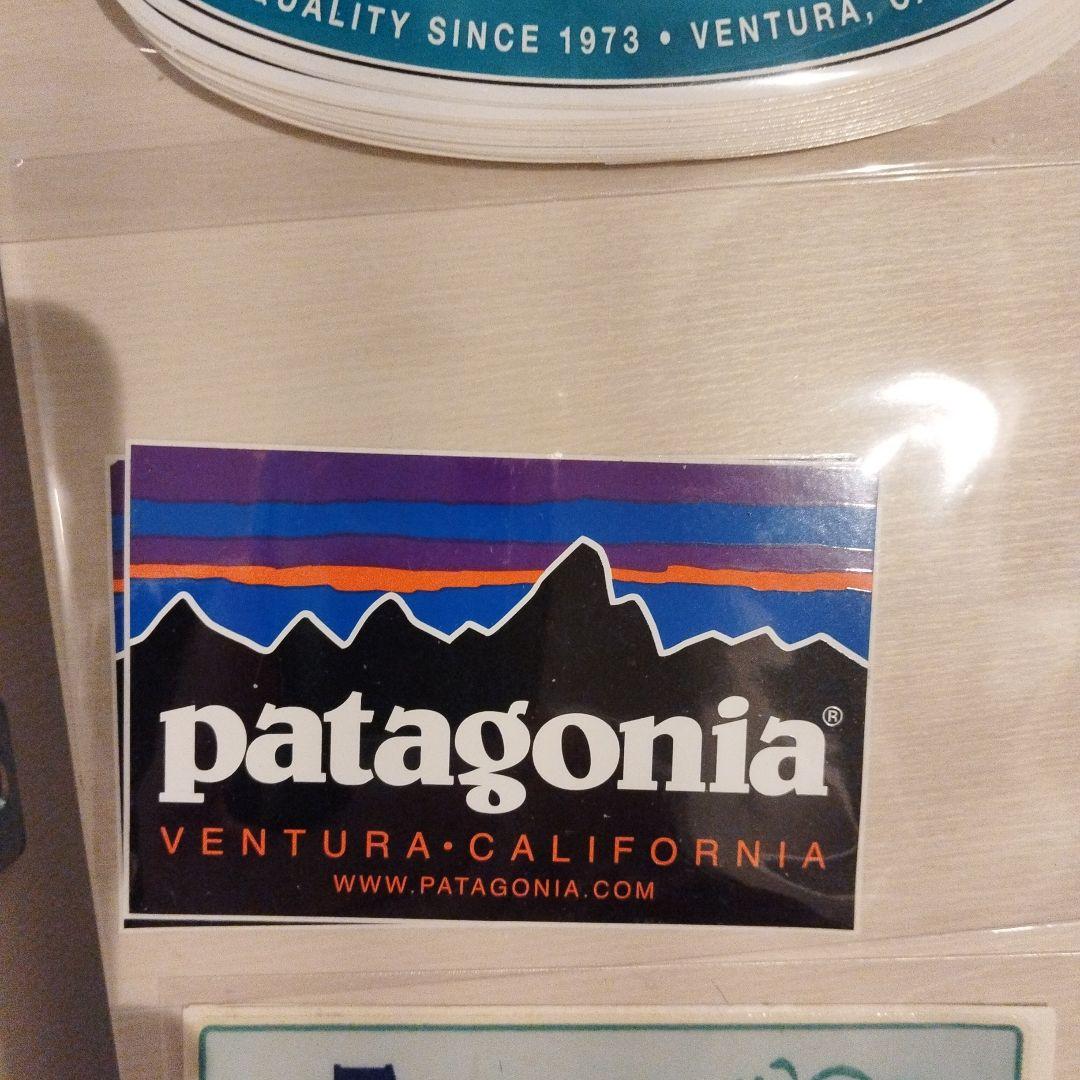 QUALITY SINCE 1973 • VENTURA,
patagonia®
VENTURA•CALIFORNIA
WWW.PATAGONIA.COM